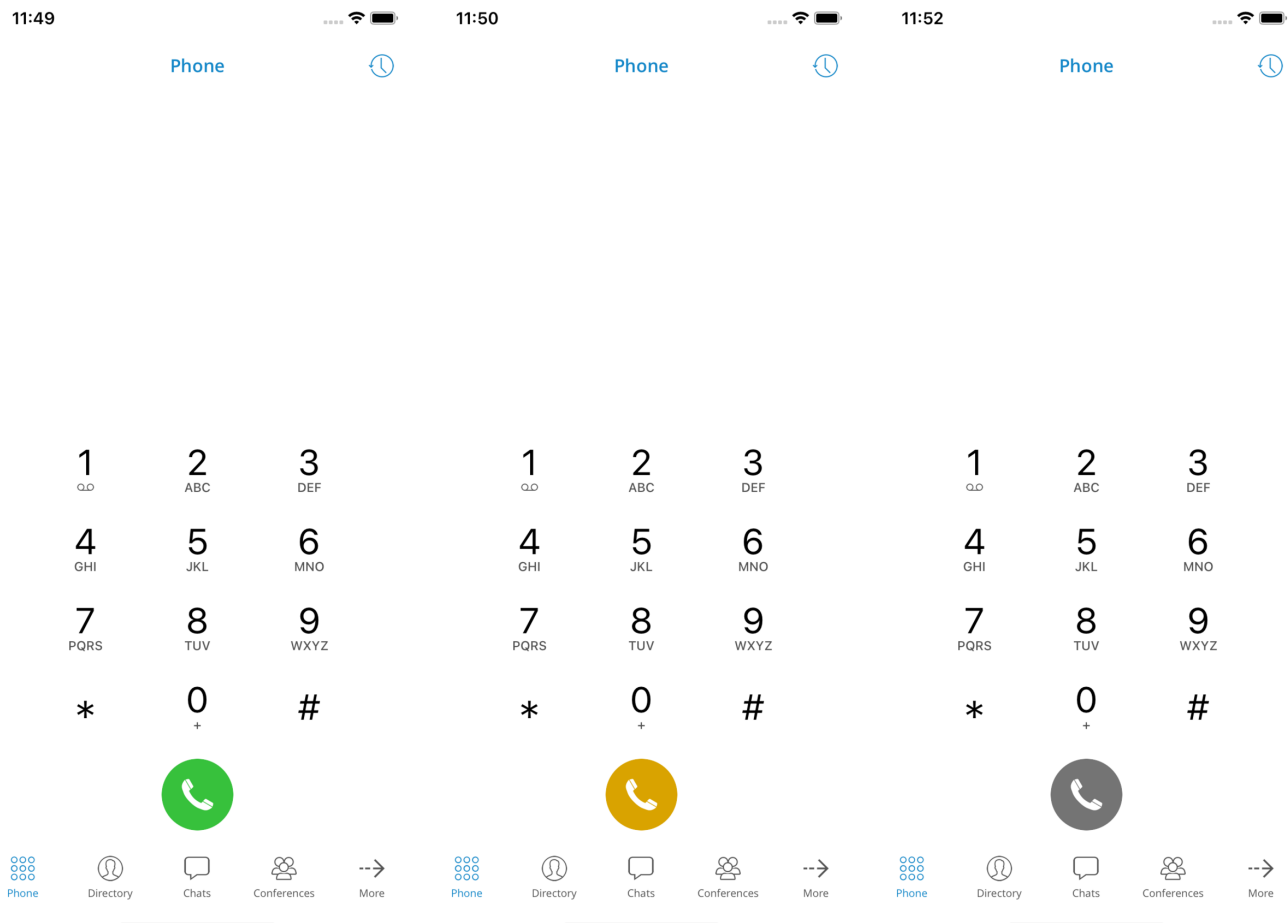 11:49
Phone
1 2 3
ABC DEF
4 5 6
GHI JKL MNO
7 8 9
PQRS TUV WXYZ
* 0 #
+
Phone Directory Chats Conferences More
11:50
Phone
1 2 3
ABC DEF
4 5 6
GHI JKL MNO
7 8 9
PQRS TUV WXYZ
* 0 #
+
Phone Directory Chats Conferences More
11:52
Phone
1 2 3
ABC DEF
4 5 6
GHI JKL MNO
7 8 9
PQRS TUV WXYZ
* 0 #
+
Phone Directory Chats Conferences More